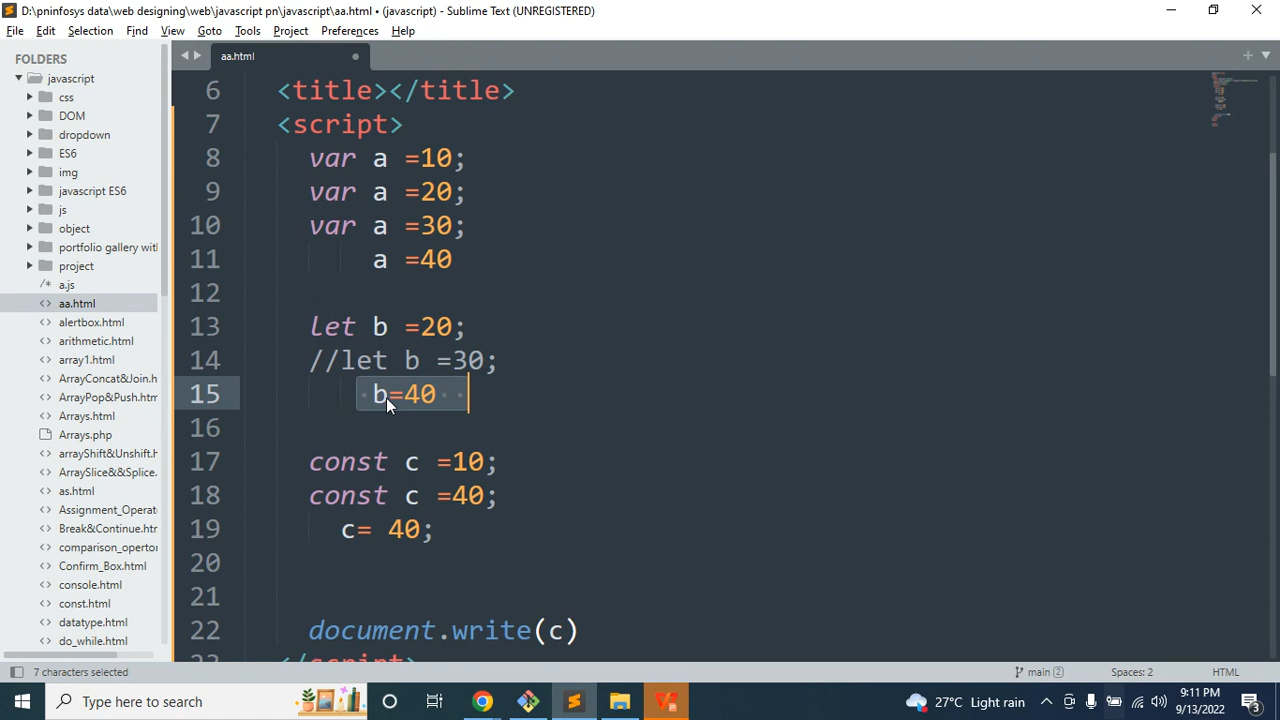 D:\pninfosys data\web designing\web\javascript pn\javascript\aa.html • (javascript) - Sublime Text (UNREGISTERED)
File Edit Selection Find View Goto Tools Project Preferences Help
FOLDERS
javascript
css
DOM
dropdown
ES6
img
javascript ES6
js
object
portfolio gallery wit
project
/* a.js
<> aa.html
<> alertbox.html
<> arithmetic.html
<> array1.html
<> ArrayConcat&Join.h
<> ArrayPop&Push.htm
<> Arrays.html
Arrays.php
<> arrayShift&Unshift.h
<> ArraySlice&&Splice.
<> as.html
<> Assignment_Operat
<> Break&Continue.htm
<> comparison_opertor
<> Confirm_Box.html
<> console.html
<> const.html
<> datatype.html
<> do_while.html
aa.html
6 <title></title>
7 <script>
8 var a =10;
9 var a =20;
10 var a =30;
11 a =40
12
13 let b =20;
14 //let b =30;
15 b=40
16
17 const c =10;
18 const c =40;
19 c= 40;
20
21
22 document.write(c)
23 </script>
7 characters selected
main 2
Spaces: 2
HTML
Type here to search
27°C Light rain
9:11 PM
9/13/2022
3